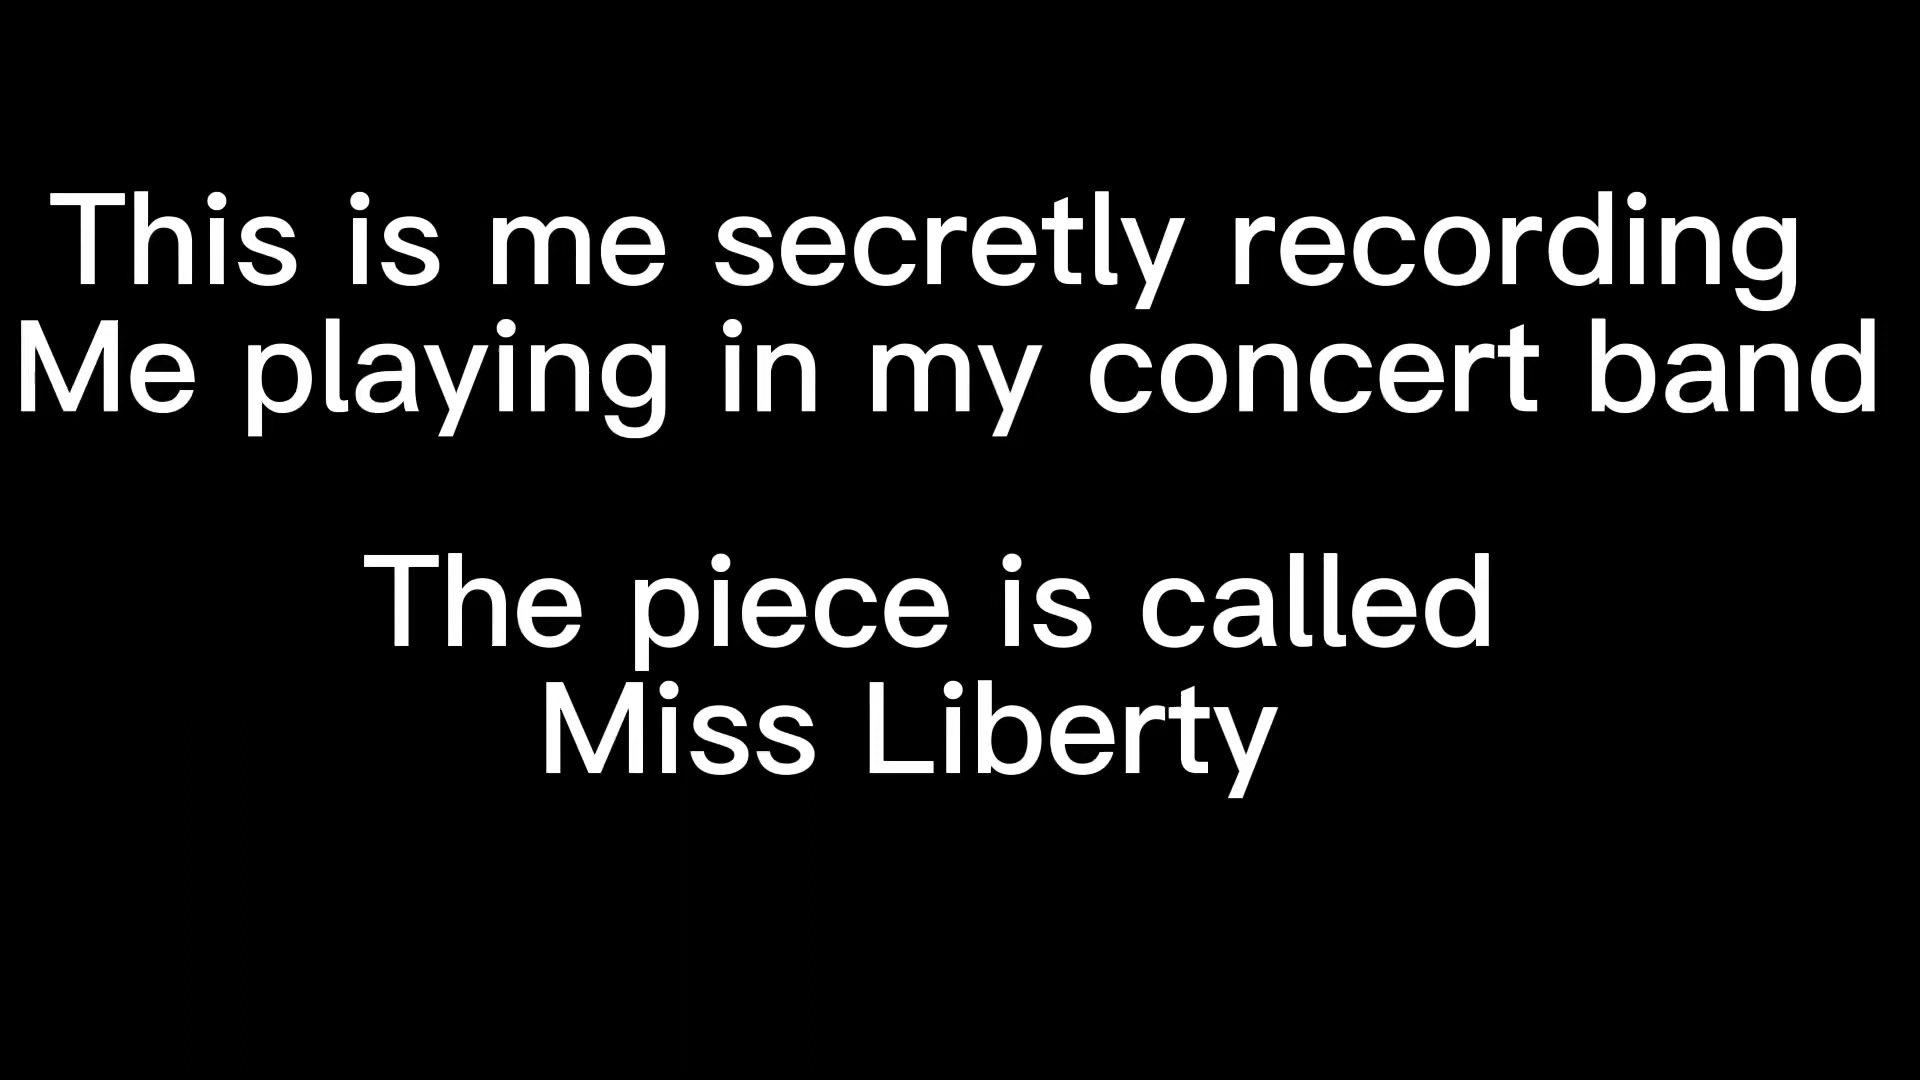 This is me secretly recording
Me playing in my concert band
The piece is called
Miss Liberty